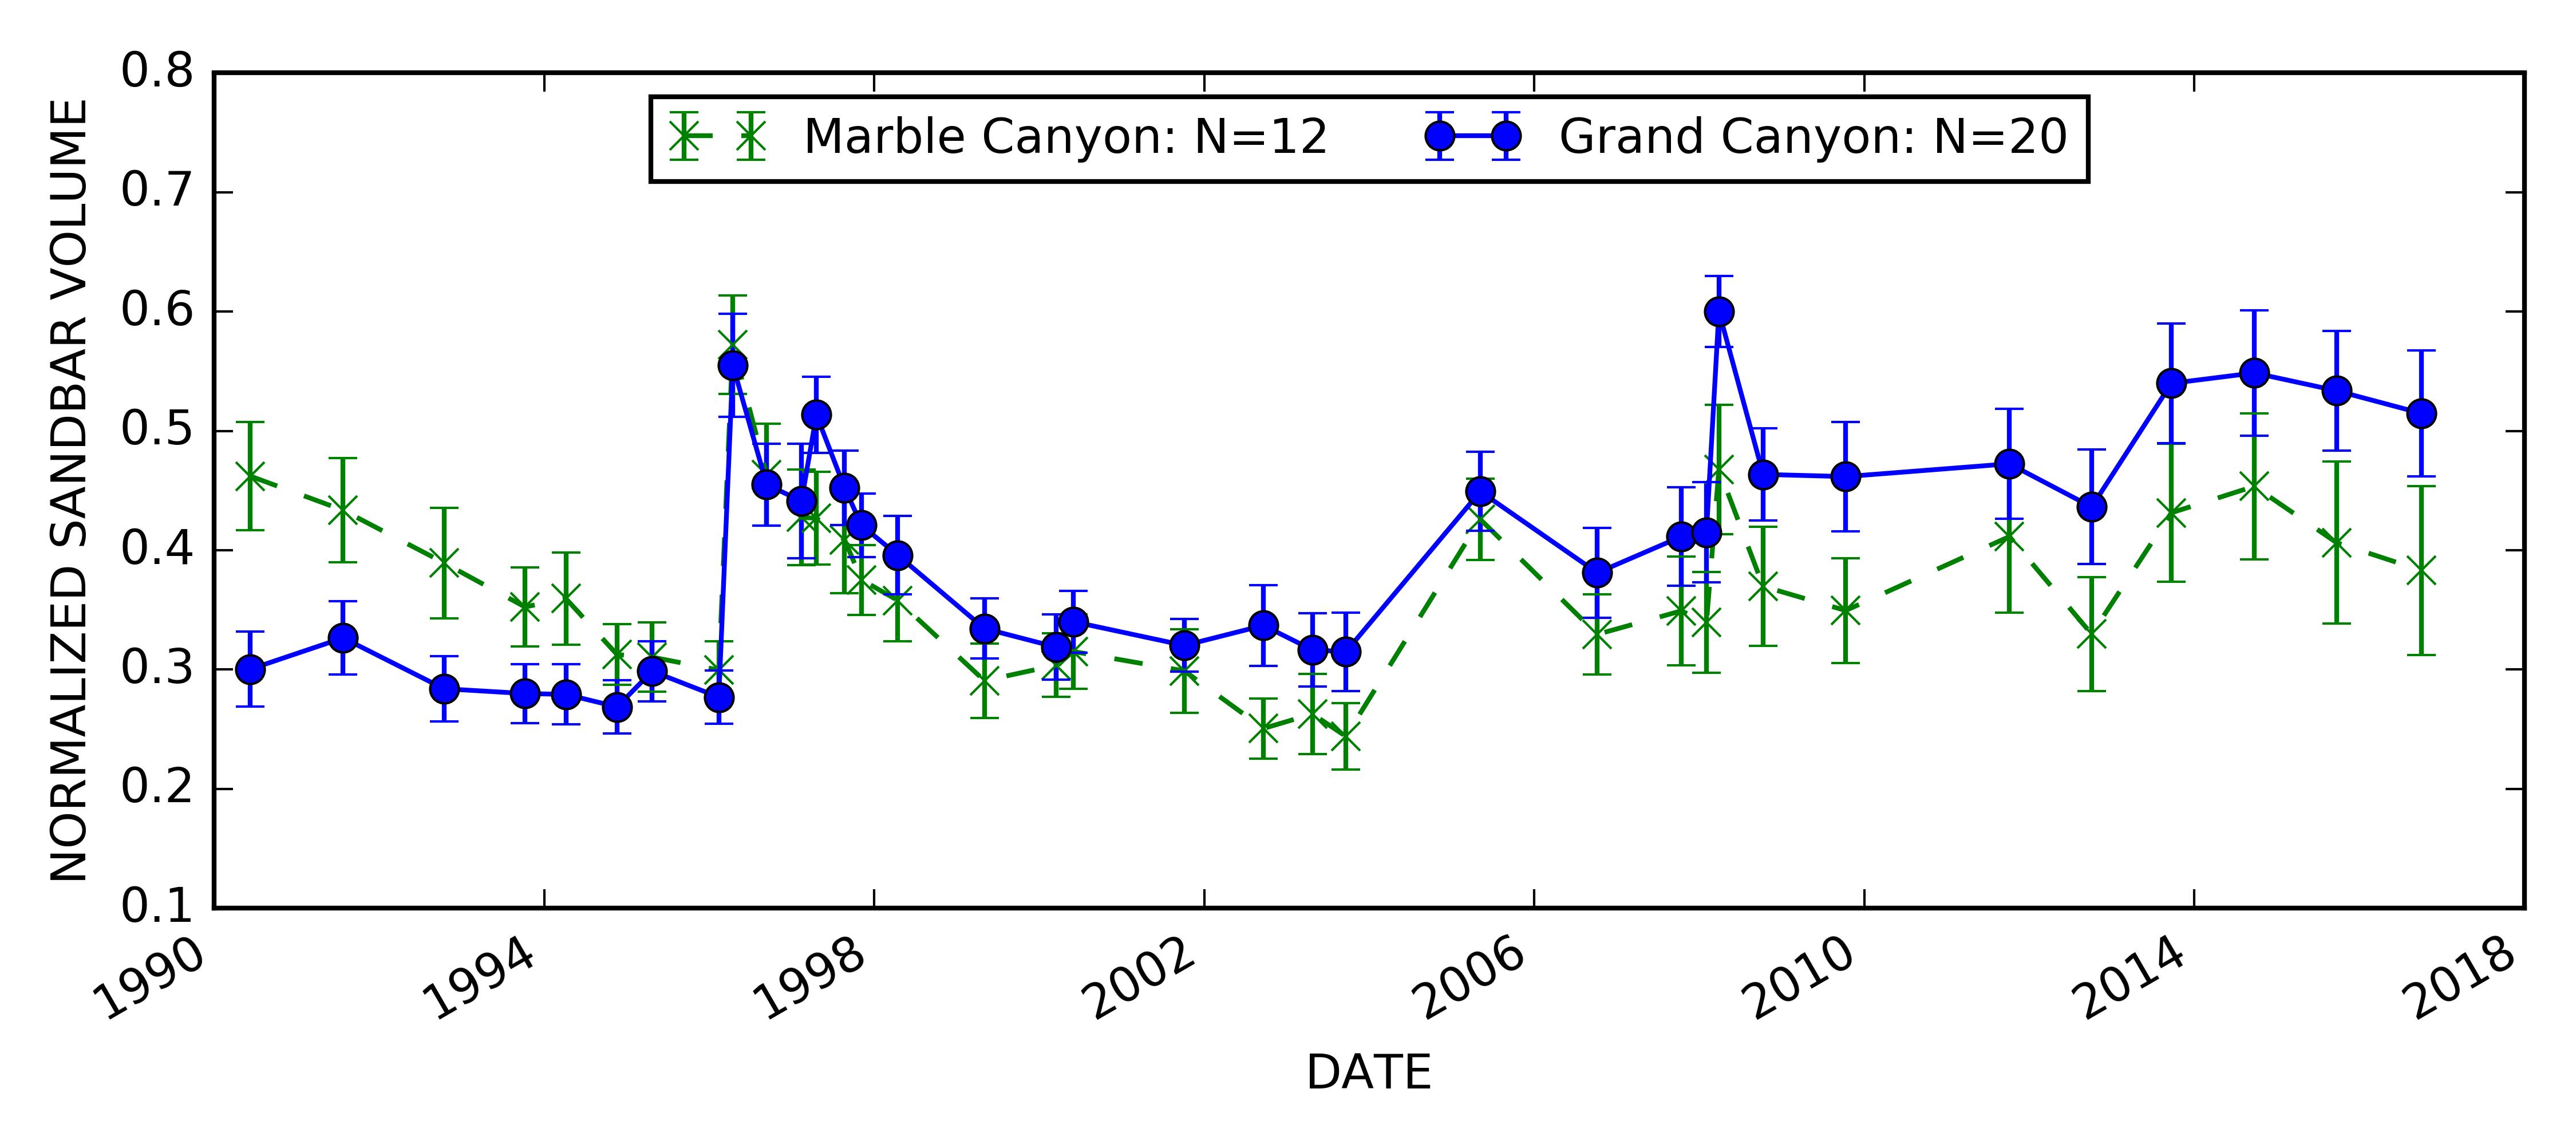 NORMALIZED SANDBAR VOLUME
0.8
0.7
0.6
0.5
0.4
0.3
0.2
0.1
Marble Canyon: N=12 Grand Canyon: N=20
1990 1994 1998 2002 2006 2010 2014 2018
DATE